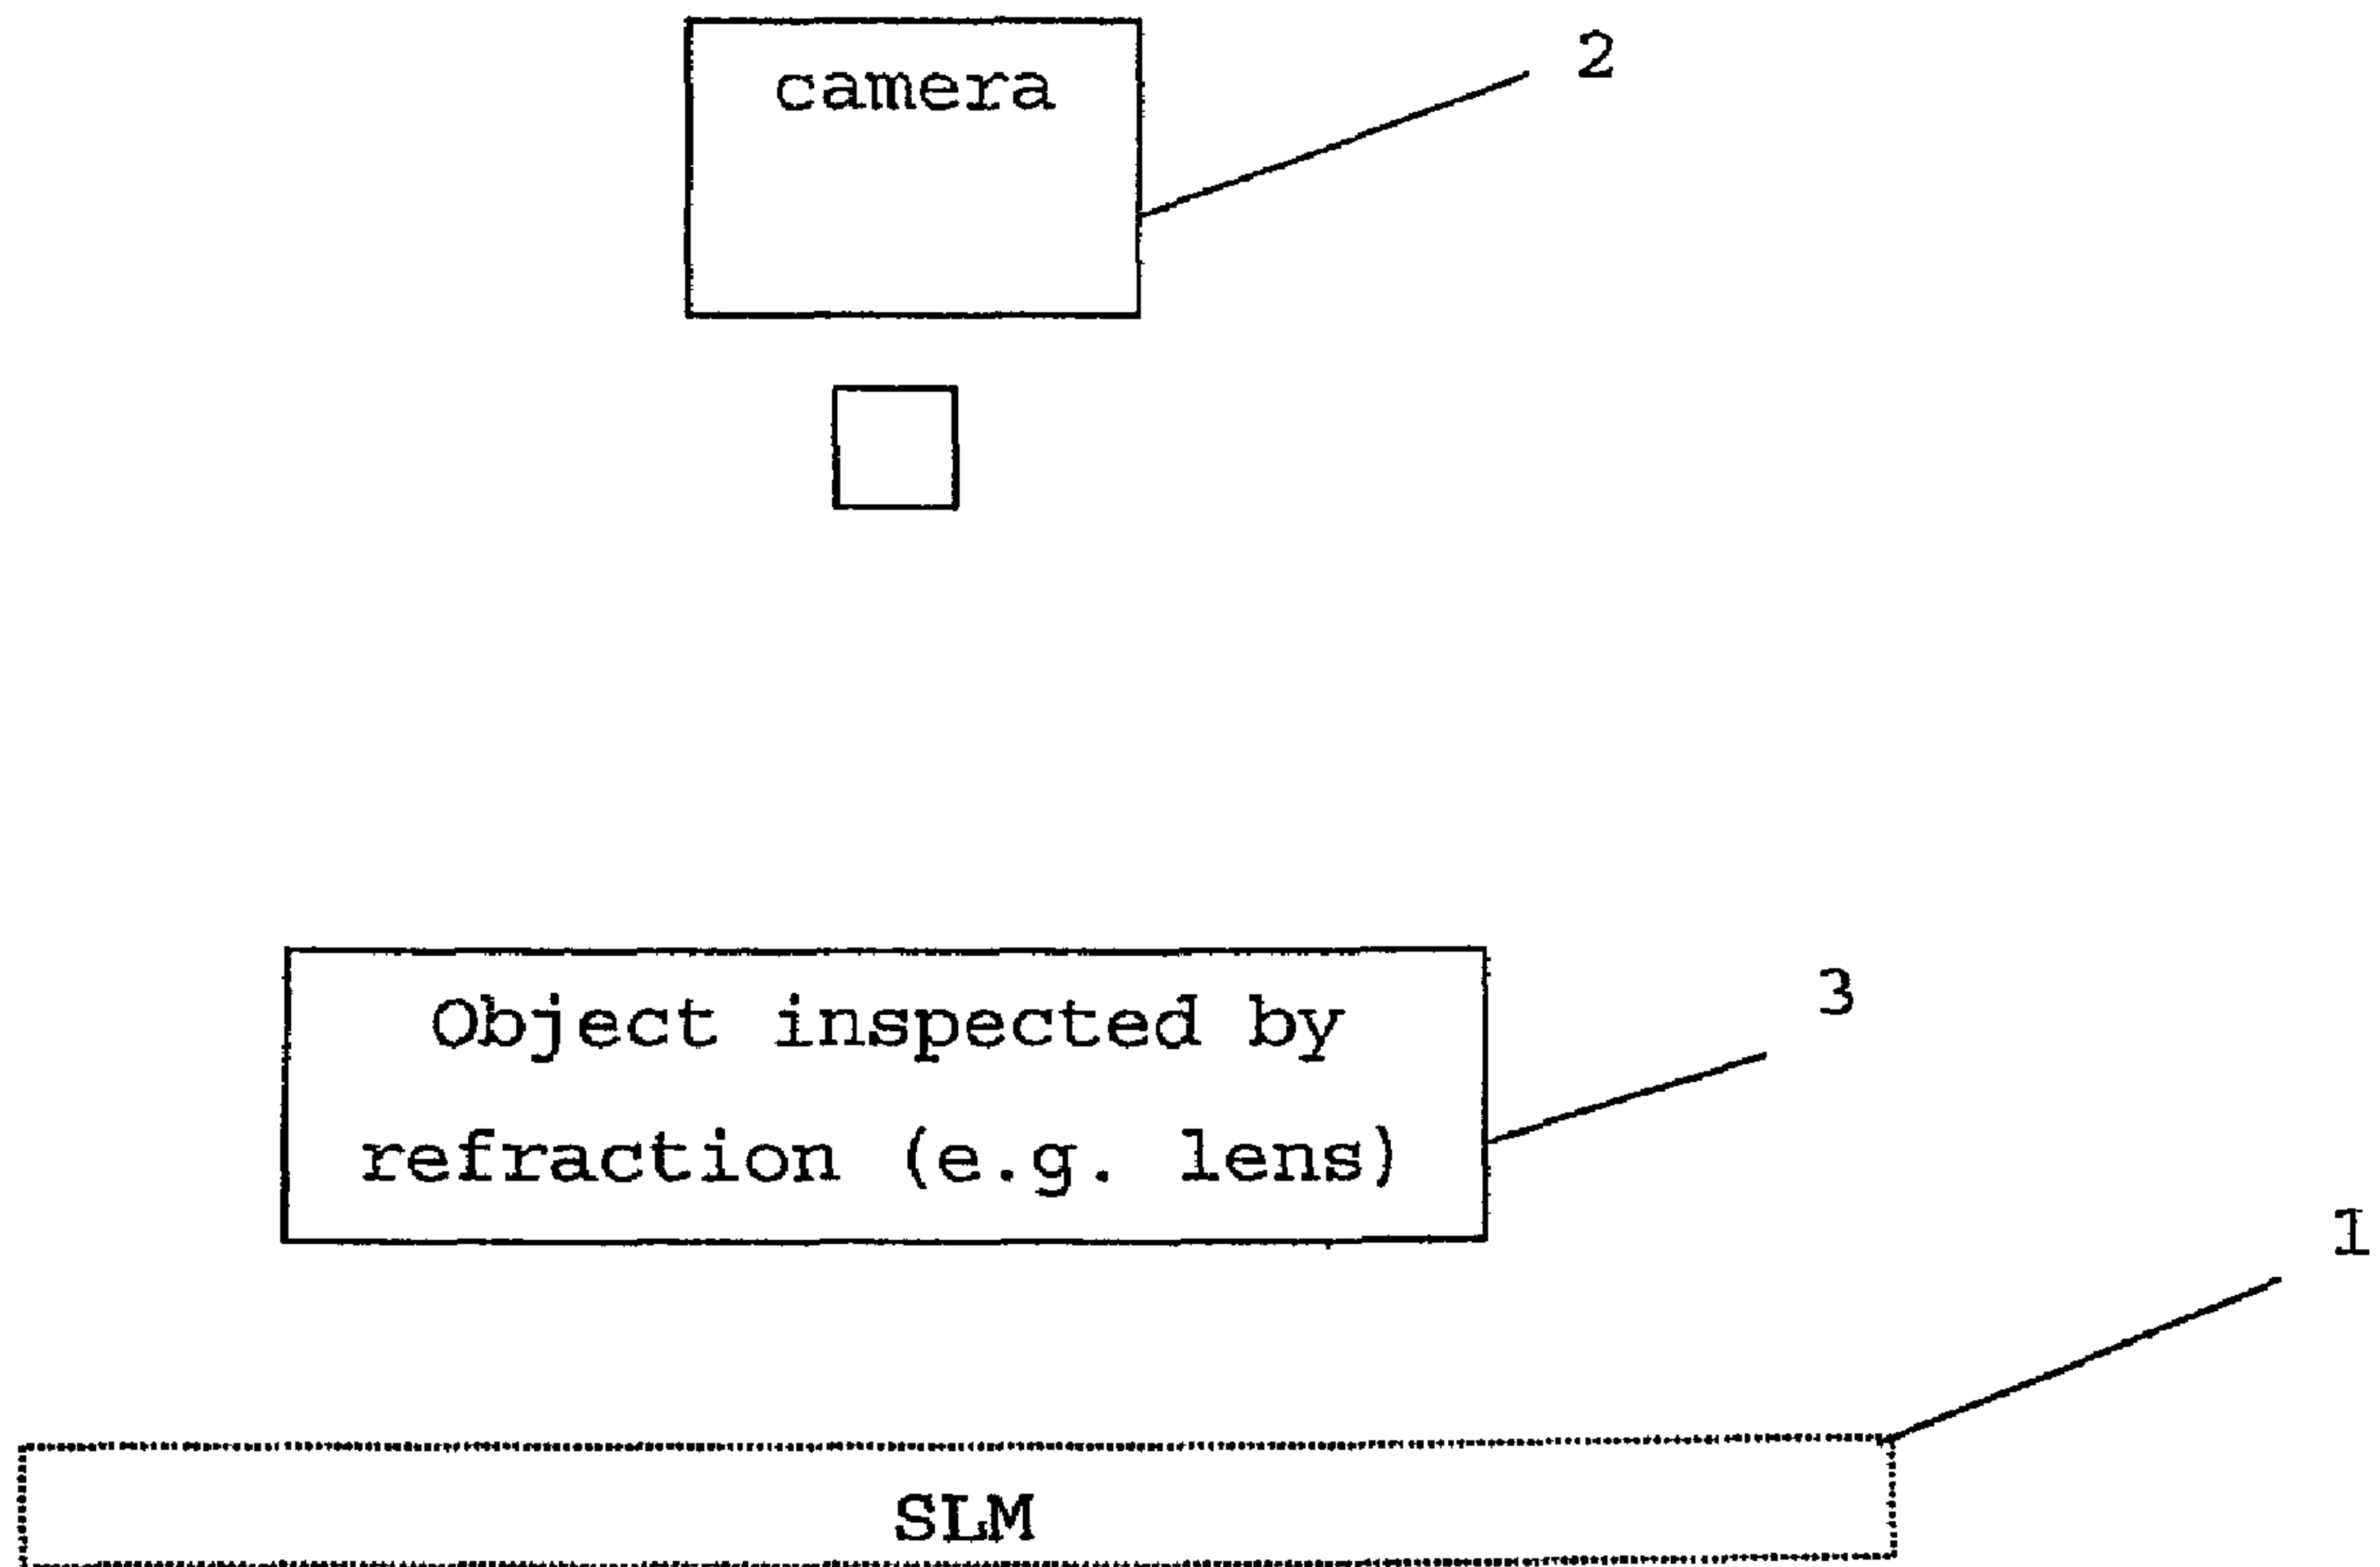 camera
2
Object inspected by
refraction (e.g. lens)
3
1
SLM